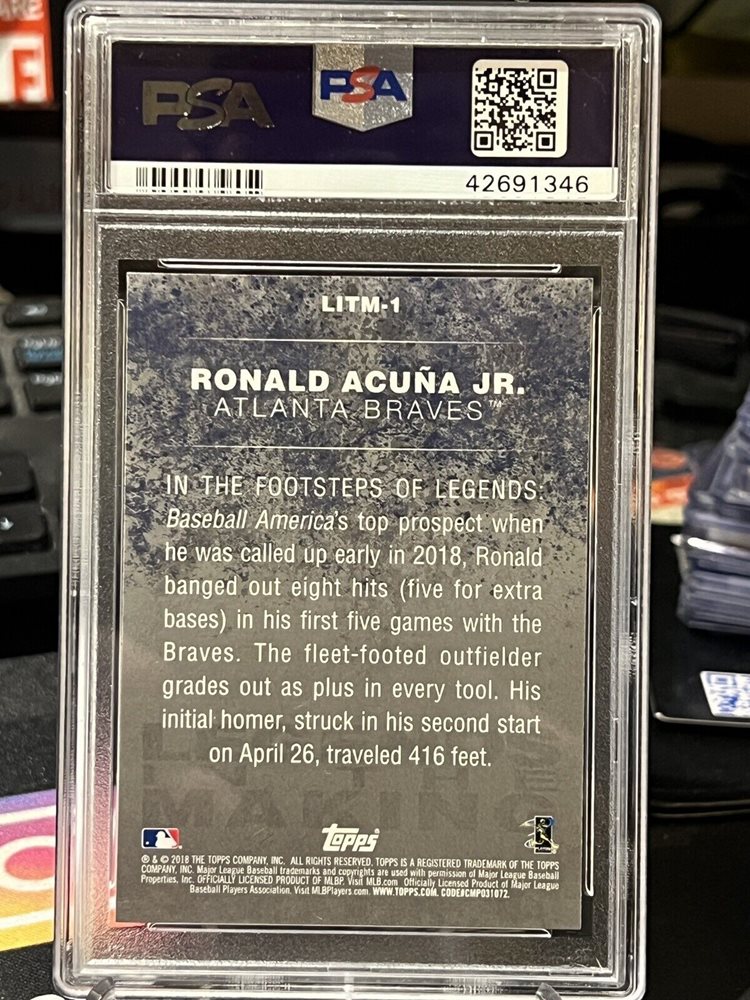 PSA
PSA
42691346
LITM-1
RONALD ACUÑA JR.
ATLANTA BRAVES™
IN THE FOOTSTEPS OF LEGENDS:
Baseball America's top prospect when
he was called up early in 2018, Ronald
banged out eight hits (five for extra
bases) in his first five games with the
Braves. The fleet-footed outfielder
grades out as plus in every tool. His
initial homer, struck in his second start
on April 26, traveled 416 feet.
topps
® & © 2018 THE TOPPS COMPANY, INC. ALL RIGHTS RESERVED. TOPPS IS A REGISTERED TRADEMARK OF THE TOPPS
COMPANY, INC. Major League Baseball trademarks and copyrights are used with permission of Major League Baseball
Properties, Inc. OFFICIALLY LICENSED PRODUCT OF MLBP. Visit MLB.com Officially Licensed Product of Major League
Baseball Players Association. Visit MLBPlayers.com. WWW.TOPPS.COM. CODE#CMP031072.